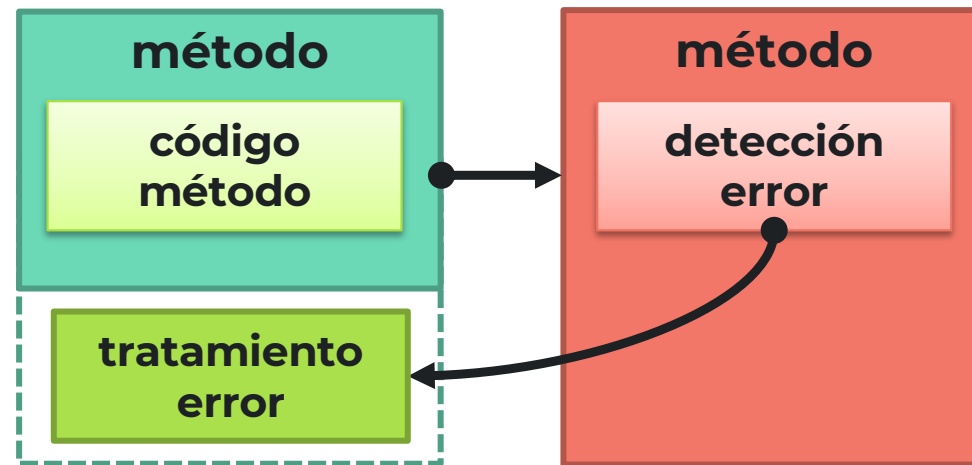 método
código
método
tratamiento
error
método
detección
error